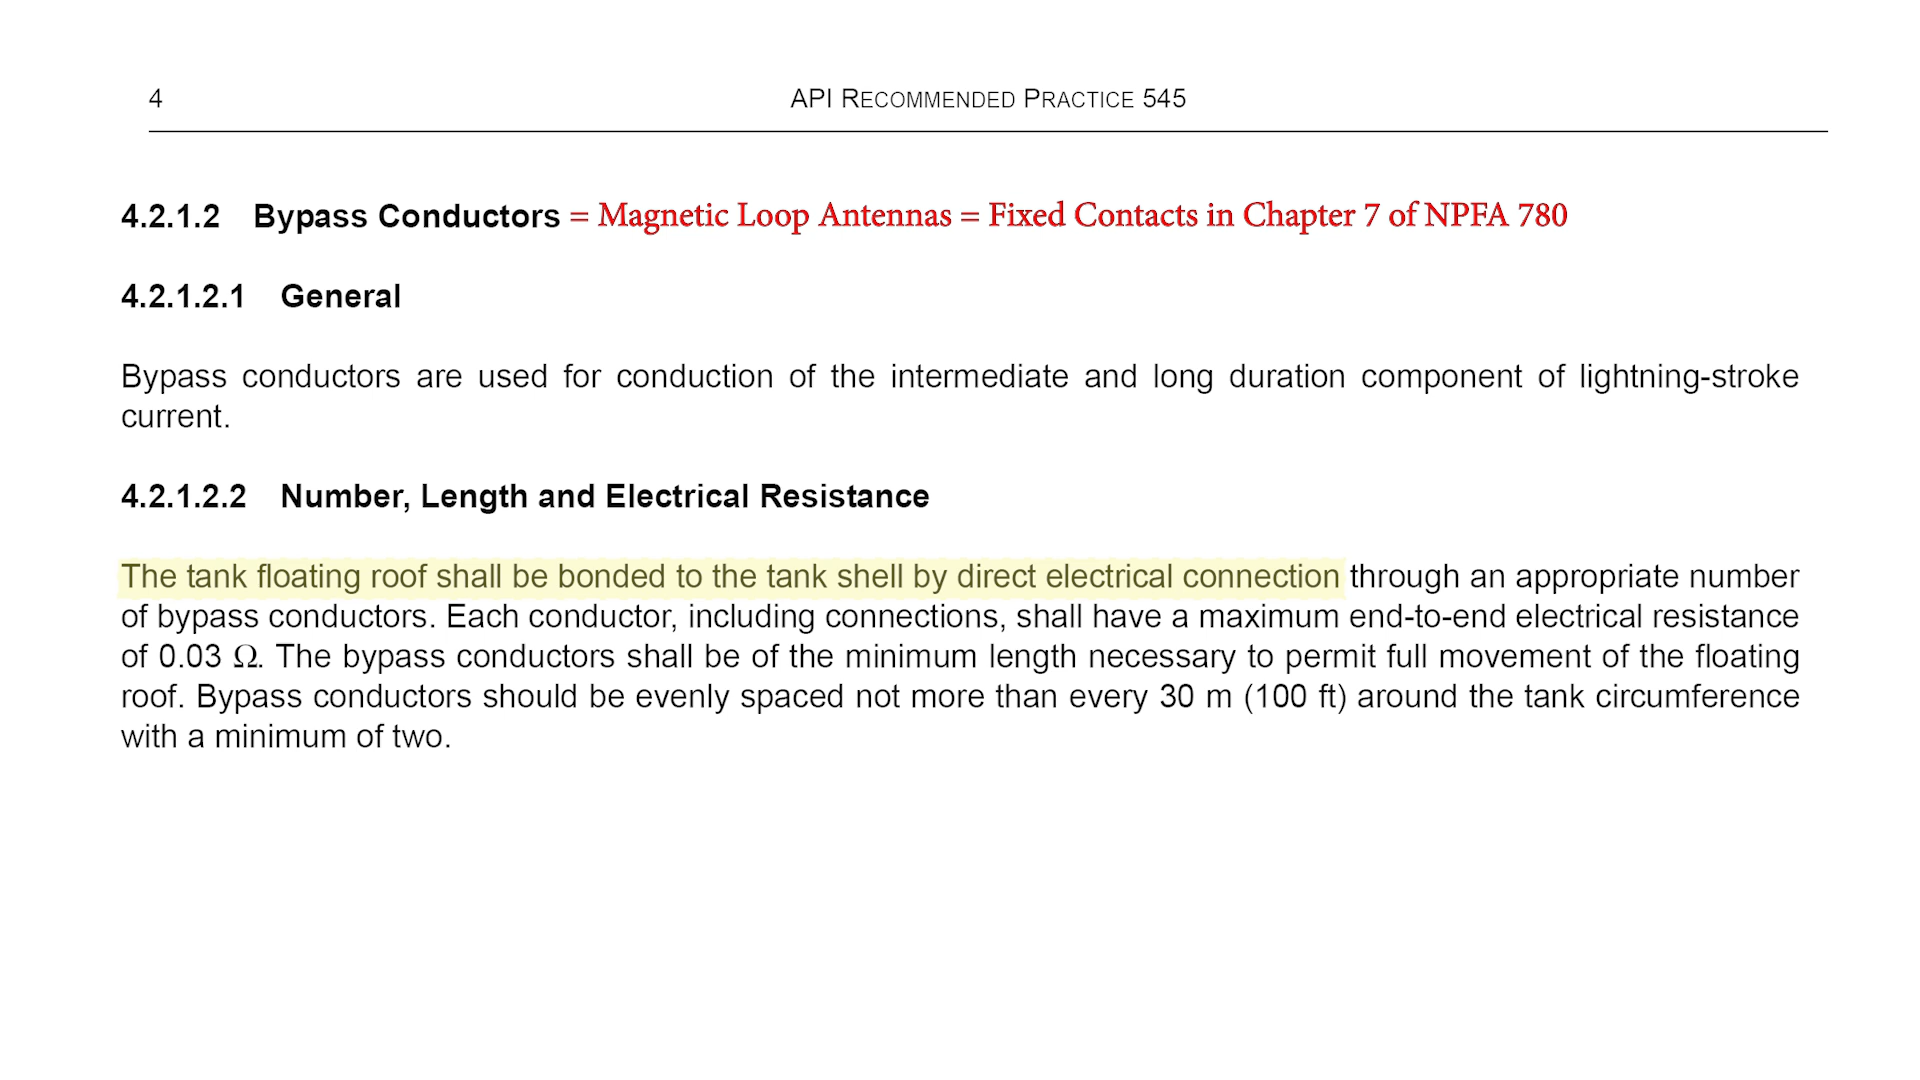 4 API RECOMMENDED PRACTICE 545
4.2.1.2 Bypass Conductors = Magnetic Loop Antennas = Fixed Contacts in Chapter 7 of NPFA 780
4.2.1.2.1 General
Bypass conductors are used for conduction of the intermediate and long duration component of lightning-stroke
current.
4.2.1.2.2 Number, Length and Electrical Resistance
The tank floating roof shall be bonded to the tank shell by direct electrical connection through an appropriate number
of bypass conductors. Each conductor, including connections, shall have a maximum end-to-end electrical resistance
of 0.03 Ω. The bypass conductors shall be of the minimum length necessary to permit full movement of the floating
roof. Bypass conductors should be evenly spaced not more than every 30 m (100 ft) around the tank circumference
with a minimum of two.